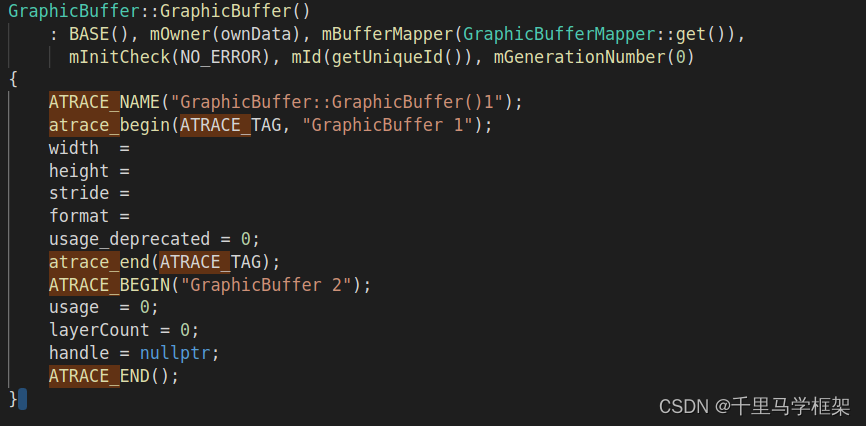 GraphicBuffer::GraphicBuffer()
    : BASE(), mOwner(ownData), mBufferMapper(GraphicBufferMapper::get()),
      mInitCheck(NO_ERROR), mId(getUniqueId()), mGenerationNumber(0)
{
    ATRACE_NAME("GraphicBuffer::GraphicBuffer()1");
    atrace_begin(ATRACE_TAG, "GraphicBuffer 1");
    width  =
    height =
    stride =
    format =
    usage_deprecated = 0;
    atrace_end(ATRACE_TAG);
    ATRACE_BEGIN("GraphicBuffer 2");
    usage  = 0;
    layerCount = 0;
    handle = nullptr;
    ATRACE_END();
}
CSDN @千里马学框架